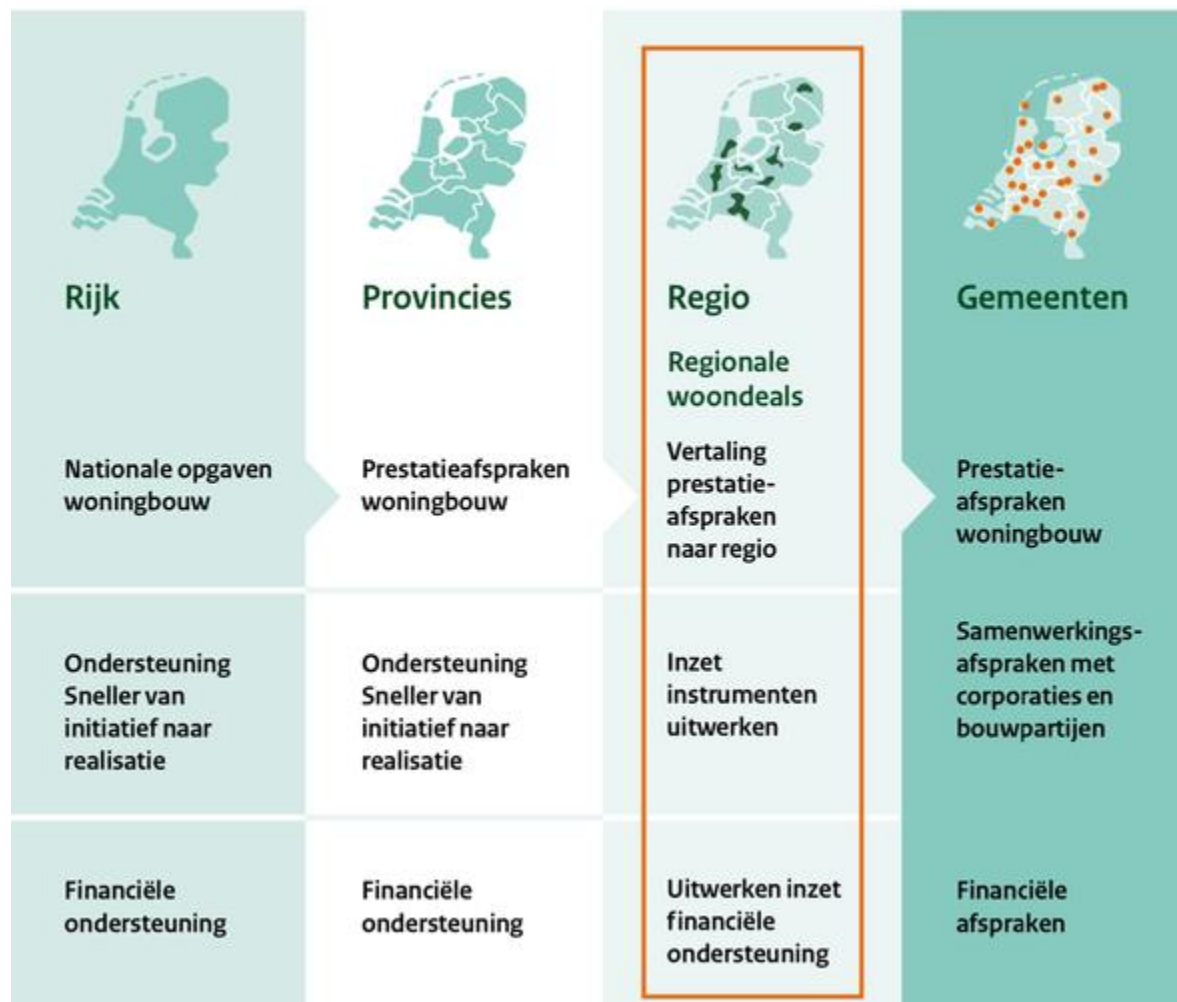 Rijk
Provincies
Regio
Gemeenten
Regionale
woondeals
Nationale opgaven
woningbouw
Prestatieafspraken
woningbouw
Vertaling
prestatie-
afspraken
naar regio
Prestatie-
afspraken
woningbouw
Ondersteuning
Sneller van
initiatief naar
realisatie
Ondersteuning
Sneller van
initiatief naar
realisatie
Inzet
instrumenten
uitwerken
Samenwerkings-
afspraken met
corporaties en
bouwpartijen
Financiële
ondersteuning
Financiële
ondersteuning
Uitwerken inzet
financiële
ondersteuning
Financiële
afspraken